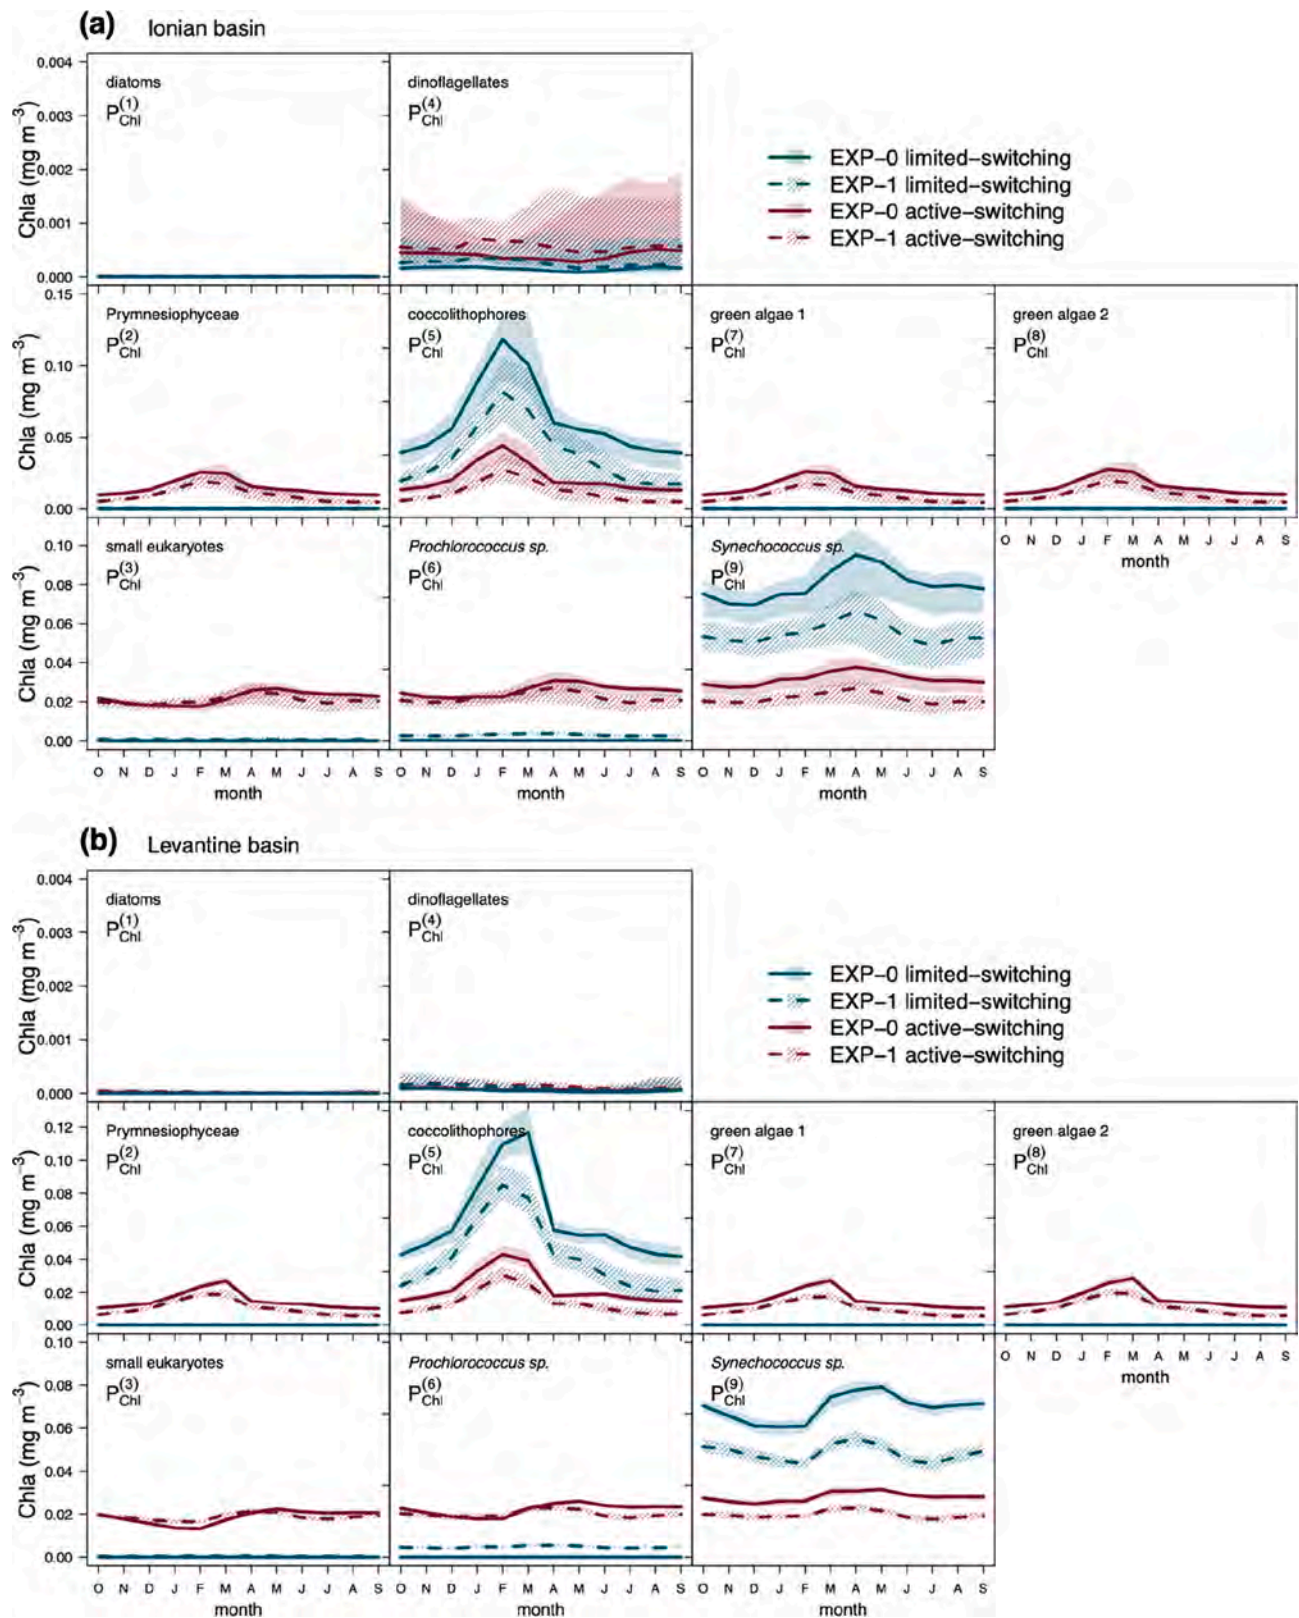 (a) Ionian basin
0.004
0.003
0.002
0.001
0.000
Chla (mg m−3)
diatoms
P(1)Chl
dinoflagellates
P(4)Chl
EXP−0 limited−switching
EXP−1 limited−switching
EXP−0 active−switching
EXP−1 active−switching
0.15
0.10
0.05
0.00
Chla (mg m−3)
Prymnesiophyceae
P(2)Chl
coccolithophores
P(5)Chl
green algae 1
P(7)Chl
green algae 2
P(8)Chl
O N D J F M A M J J A S
month
0.10
0.08
0.06
0.04
0.02
0.00
Chla (mg m−3)
small eukaryotes
P(3)Chl
Prochlorococcus sp.
P(6)Chl
Synechococcus sp.
P(9)Chl
O N D J F M A M J J A S
month
O N D J F M A M J J A S
month
O N D J F M A M J J A S
month
(b) Levantine basin
0.004
0.003
0.002
0.001
0.000
Chla (mg m−3)
diatoms
P(1)Chl
dinoflagellates
P(4)Chl
EXP−0 limited−switching
EXP−1 limited−switching
EXP−0 active−switching
EXP−1 active−switching
0.12
0.10
0.08
0.06
0.04
0.02
0.00
Chla (mg m−3)
Prymnesiophyceae
P(2)Chl
coccolithophores
P(5)Chl
green algae 1
P(7)Chl
green algae 2
P(8)Chl
O N D J F M A M J J A S
month
0.10
0.08
0.06
0.04
0.02
0.00
Chla (mg m−3)
small eukaryotes
P(3)Chl
Prochlorococcus sp.
P(6)Chl
Synechococcus sp.
P(9)Chl
O N D J F M A M J J A S
month
O N D J F M A M J J A S
month
O N D J F M A M J J A S
month